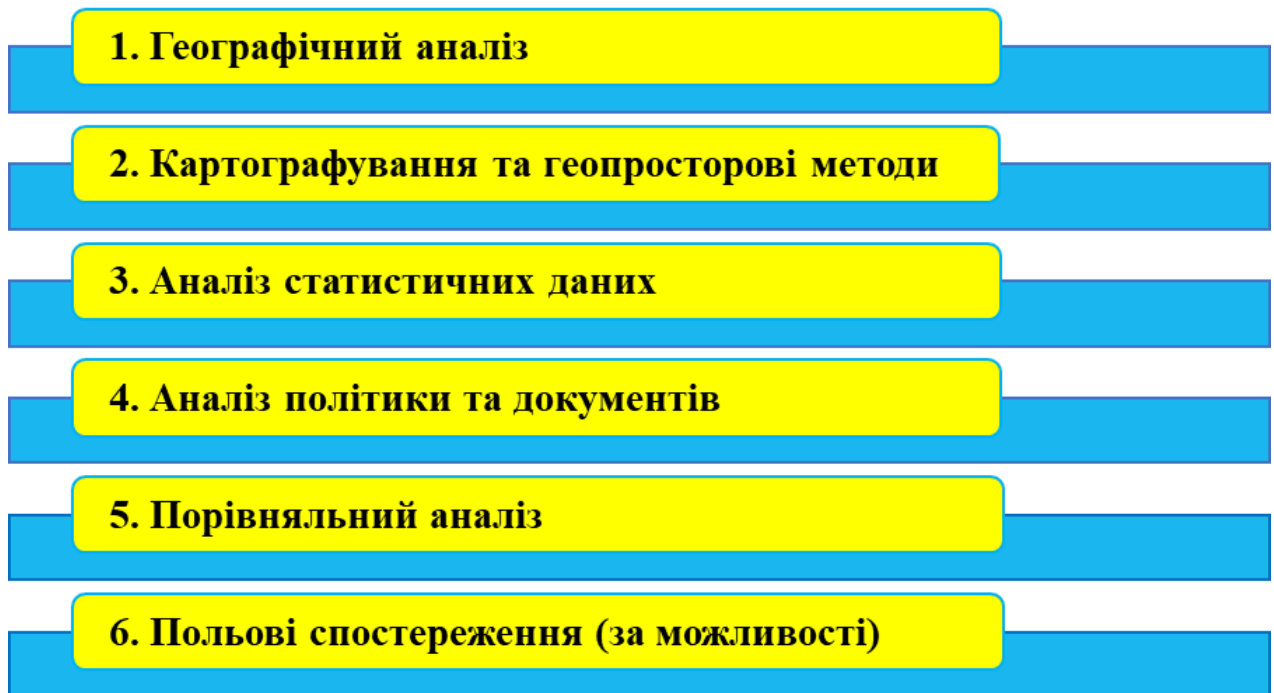 1. Географічний аналіз
2. Картографування та геопросторові методи
3. Аналіз статистичних даних
4. Аналіз політики та документів
5. Порівняльний аналіз
6. Польові спостереження (за можливості)